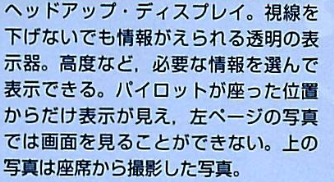 ヘッドアップ・ディスプレイ。視線を
下げないでも情報がえられる透明の表
示器。高度など，必要な情報を選んで
表示できる。パイロットが座った位置
からだけ表示が見え，左ページの写真
では画面を見ることができない。上の
写真は座席から撮影した写真。